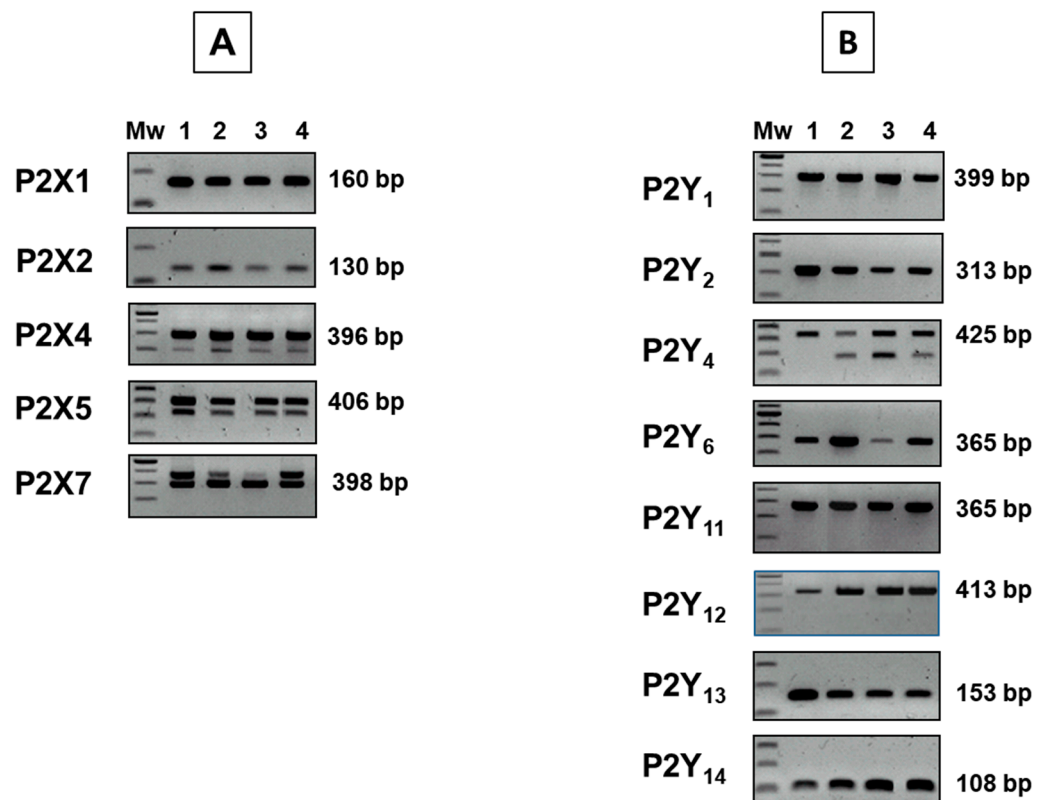 A
Mw 1 2 3 4
P2X1 160 bp
P2X2 130 bp
P2X4 396 bp
P2X5 406 bp
P2X7 398 bp
B
Mw 1 2 3 4
P2Y1 399 bp
P2Y2 313 bp
P2Y4 425 bp
P2Y6 365 bp
P2Y11 365 bp
P2Y12 413 bp
P2Y13 153 bp
P2Y14 108 bp